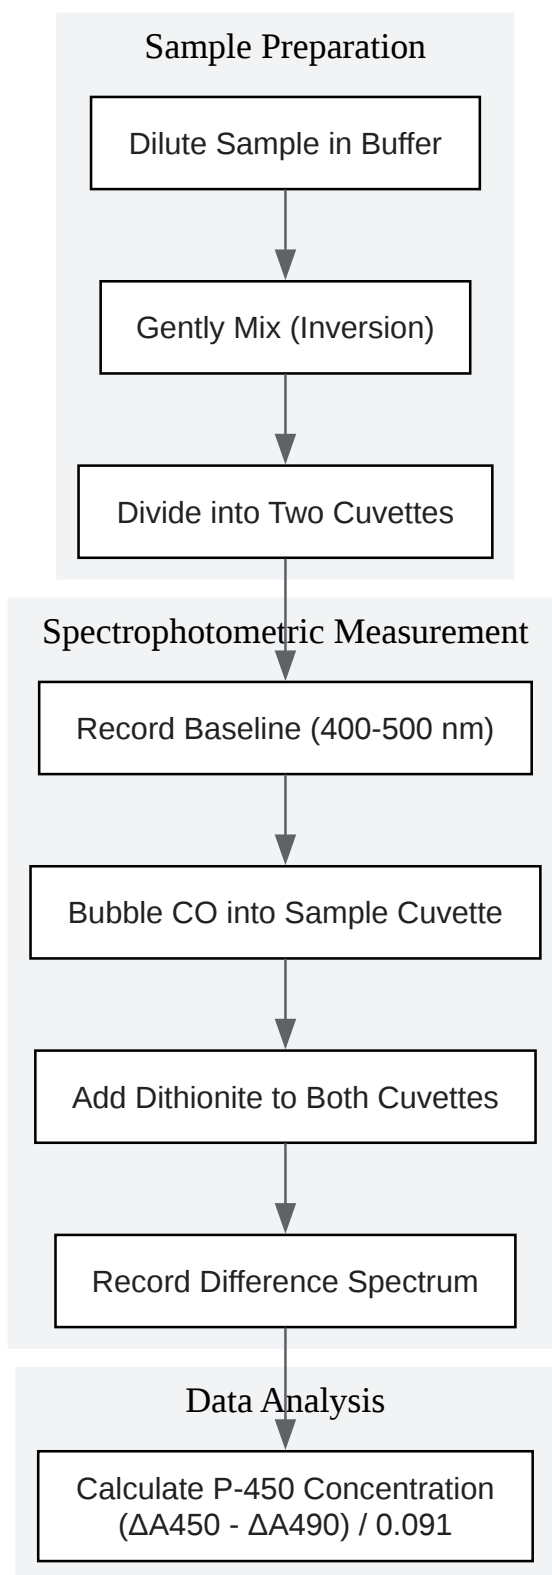 Sample Preparation
Dilute Sample in Buffer
Gently Mix (Inversion)
Divide into Two Cuvettes
Spectrophotometric Measurement
Record Baseline (400-500 nm)
Bubble CO into Sample Cuvette
Add Dithionite to Both Cuvettes
Record Difference Spectrum
Data Analysis
Calculate P-450 Concentration
(ΔA450 - ΔA490) / 0.091